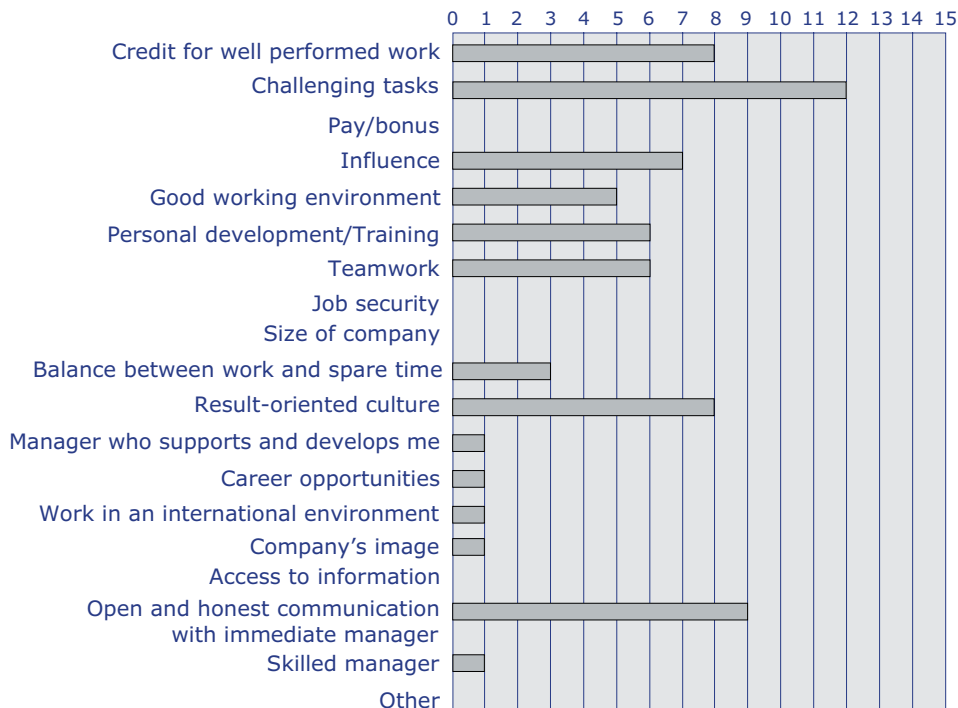 0 1 2 3 4 5 6 7 8 9 10 11 12 13 14 15
Credit for well performed work
Challenging tasks
Pay/bonus
Influence
Good working environment
Personal development/Training
Teamwork
Job security
Size of company
Balance between work and spare time
Result-oriented culture
Manager who supports and develops me
Career opportunities
Work in an international environment
Company’s image
Access to information
Open and honest communication
with immediate manager
Skilled manager
Other